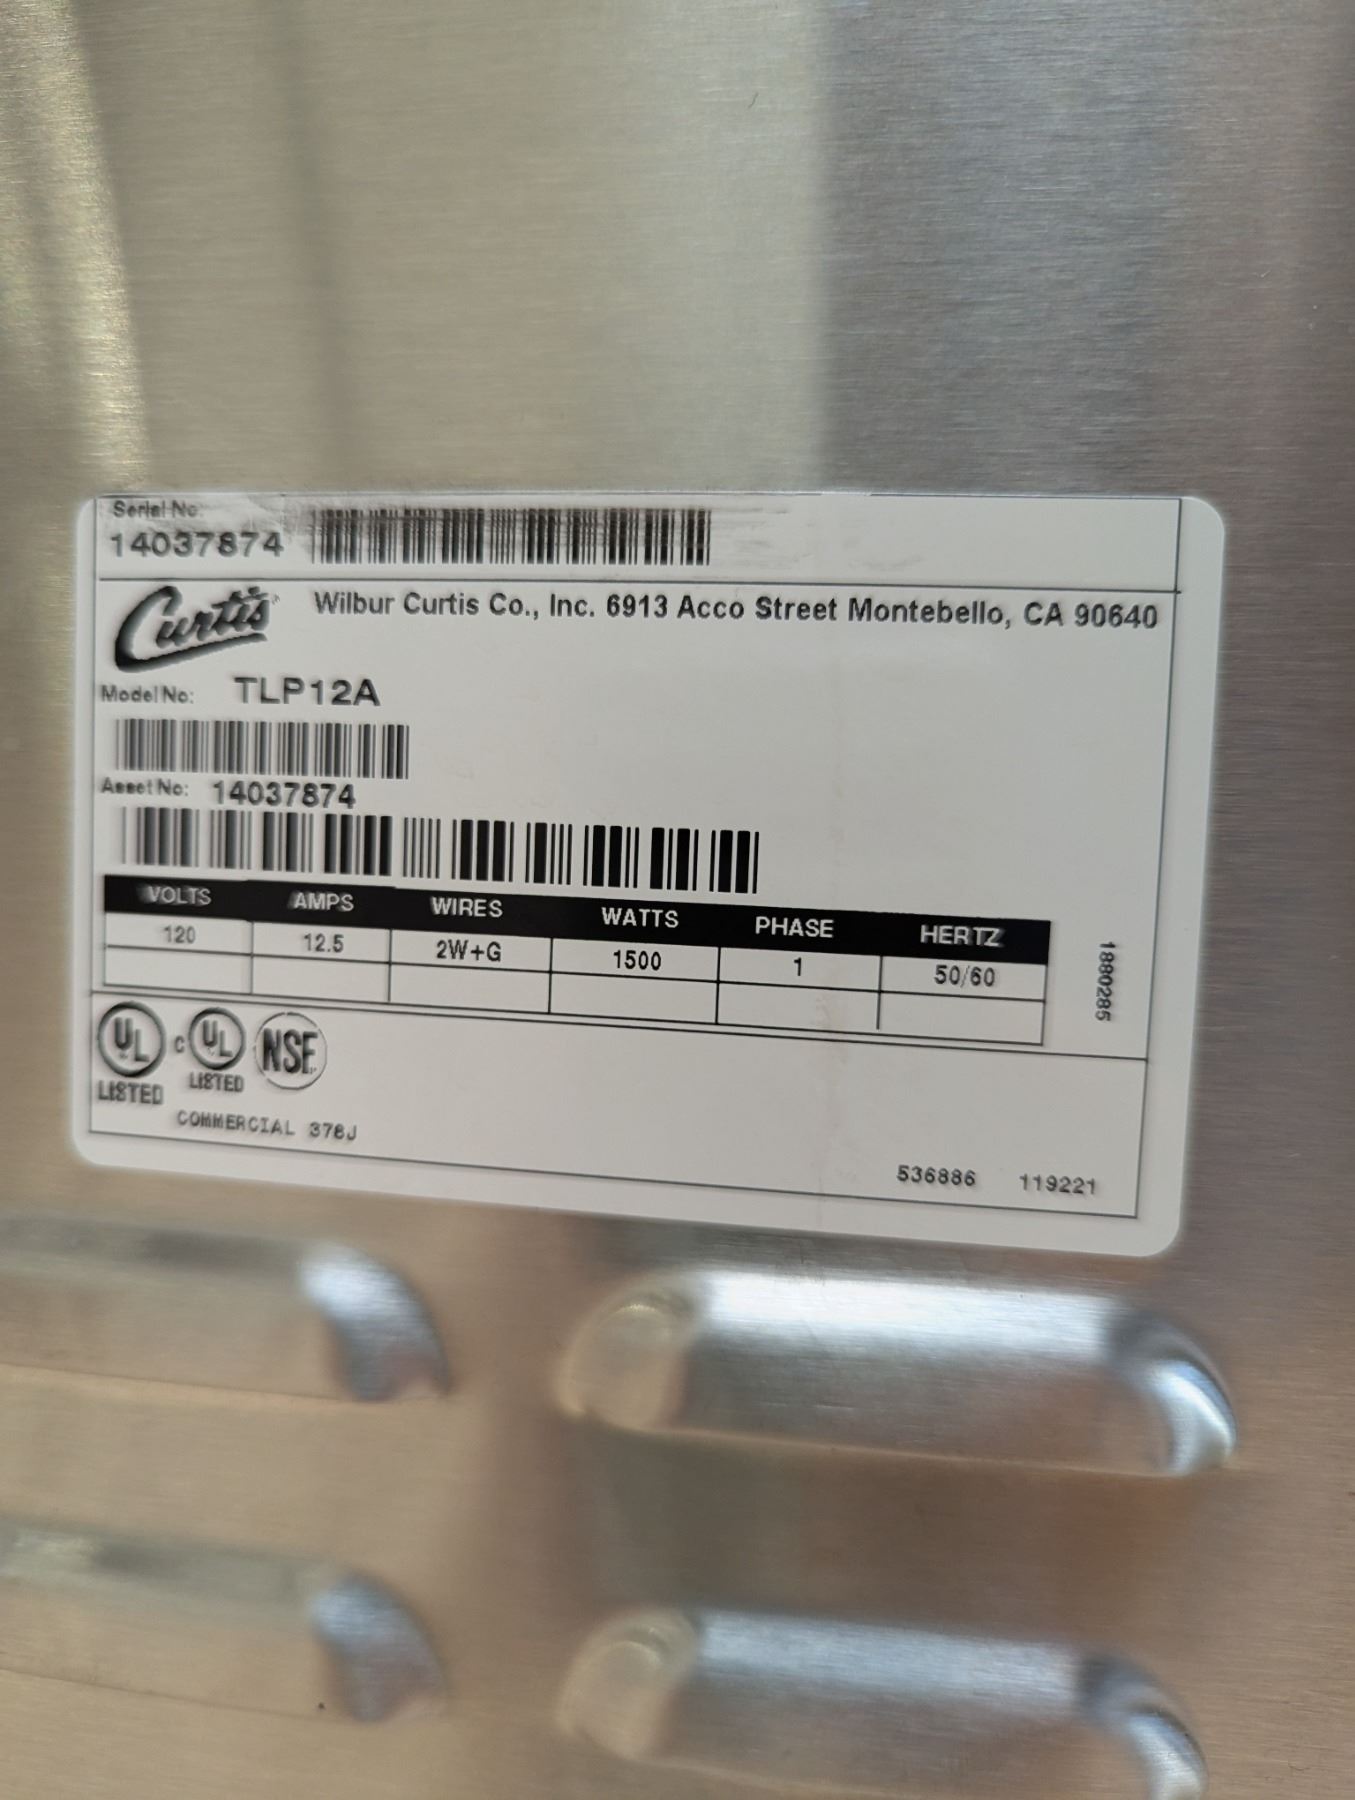 Serial No:
14037874
Curtis Wilbur Curtis Co., Inc. 6913 Acco Street Montebello, CA 90640
Model No: TLP12A
Asset No: 14037874
VOLTS AMPS WIRES WATTS PHASE HERTZ
120 12.5 2W+G 1500 1 50/60
1880285
UL C UL NSF
LISTED LISTED
COMMERCIAL 378J
536886 119221